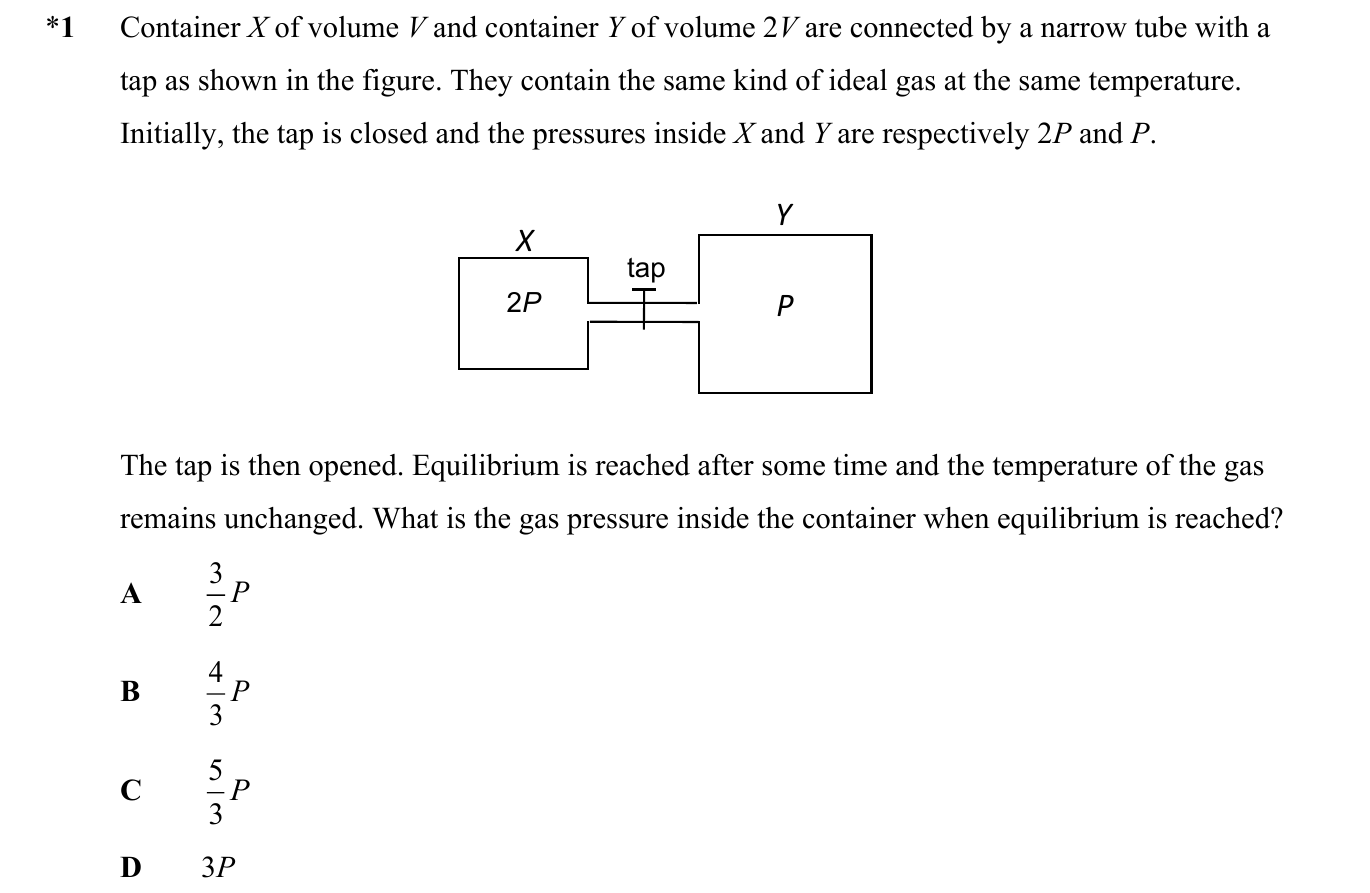 *1 Container X of volume V and container Y of volume 2V are connected by a narrow tube with a
tap as shown in the figure. They contain the same kind of ideal gas at the same temperature.
Initially, the tap is closed and the pressures inside X and Y are respectively 2P and P.
Y
X
tap
2P
P
The tap is then opened. Equilibrium is reached after some time and the temperature of the gas
remains unchanged. What is the gas pressure inside the container when equilibrium is reached?
A 3/2 P
B 4/3 P
C 5/3 P
D 3P